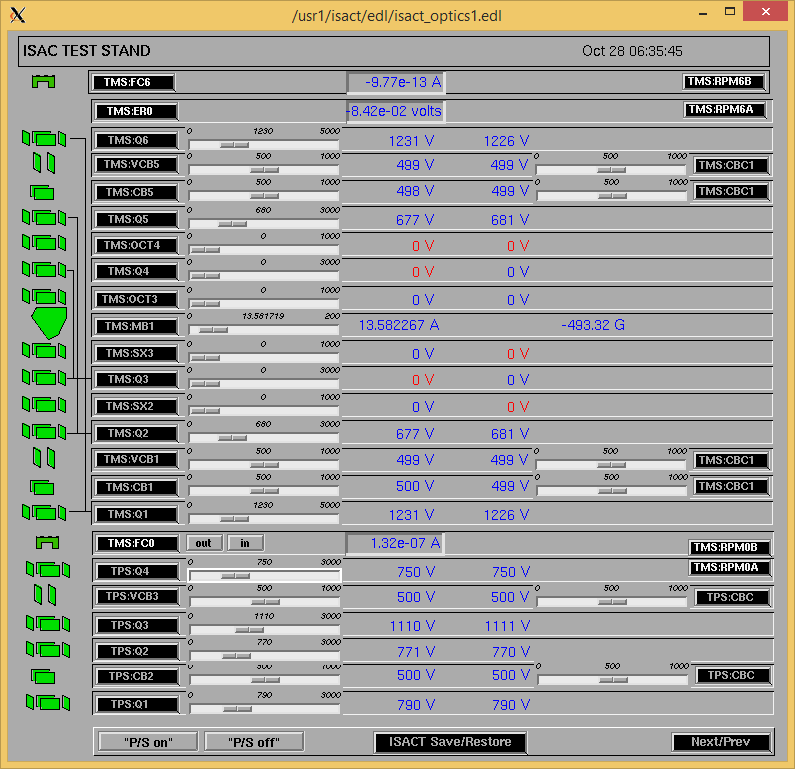 /usr1/isact/edl/isact_optics1.edl
ISAC TEST STAND Oct 28 06:35:45
TMS:FC6 -9.77e-13 A TMS:RPM6B
TMS:ER0 -8.42e-02 volts TMS:RPM6A
TMS:Q6 0 1230 5000 1231 V 1226 V
TMS:VCB5 0 500 1000 499 V 499 V 0 500 1000 TMS:CBC1
TMS:CB5 0 500 1000 498 V 499 V 0 500 1000 TMS:CBC1
TMS:Q5 0 680 3000 677 V 681 V
TMS:OCT4 0 0 1000 0 V 0 V
TMS:Q4 0 0 3000 0 V 0 V
TMS:OCT3 0 0 1000 0 V 0 V
TMS:MB1 0 13.581719 200 13.582267 A -493.32 G
TMS:SX3 0 0 1000 0 V 0 V
TMS:Q3 0 0 3000 0 V 0 V
TMS:SX2 0 0 1000 0 V 0 V
TMS:Q2 0 680 3000 677 V 681 V
TMS:VCB1 0 500 1000 499 V 499 V 0 500 1000 TMS:CBC1
TMS:CB1 0 500 1000 500 V 499 V 0 500 1000 TMS:CBC1
TMS:Q1 0 1230 5000 1231 V 1226 V
TMS:FC0 out in 1.32e-07 A TMS:RPM0B
TPS:Q4 0 750 3000 750 V 750 V TMS:RPM0A
TPS:VCB3 0 500 1000 500 V 500 V 0 500 1000 TPS:CBC
TPS:Q3 0 1110 3000 1110 V 1111 V
TPS:Q2 0 770 3000 771 V 770 V
TPS:CB2 0 500 1000 500 V 500 V 0 500 1000 TPS:CBC
TPS:Q1 0 790 3000 790 V 790 V
"P/S on" "P/S off" ISACT Save/Restore Next/Prev